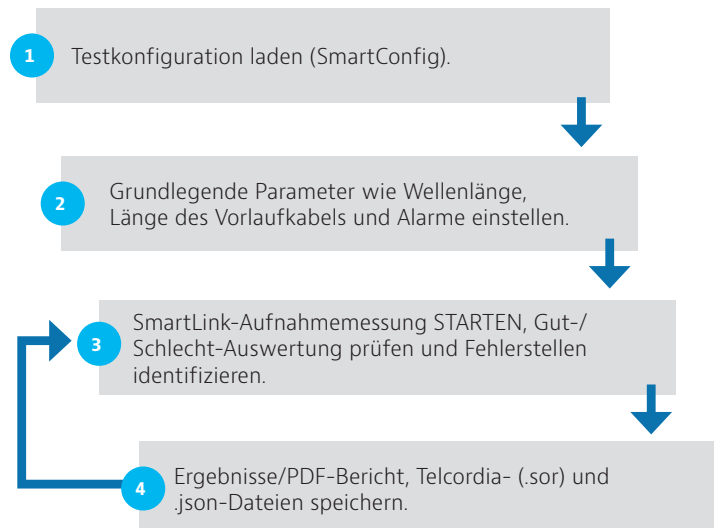 1 Testkonfiguration laden (SmartConfig).
2 Grundlegende Parameter wie Wellenlänge,
Länge des Vorlaufkabels und Alarme einstellen.
3 SmartLink-Aufnahmemessung STARTEN, Gut-/
Schlecht-Auswertung prüfen und Fehlerstellen
identifizieren.
4 Ergebnisse/PDF-Bericht, Telcordia- (.sor) und
.json-Dateien speichern.